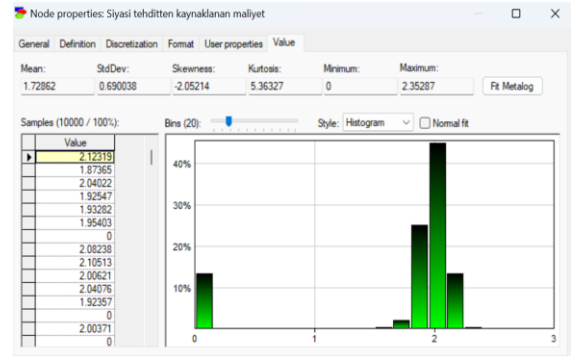 Node properties: Siyasi tehditten kaynaklanan maliyet
General Definition Discretization Format User properties Value
Mean: StdDev: Skewness: Kurtosis: Minimum: Maximum:
1.72862 0.690038 -2.05214 5.36327 0 2.35287 Fit Metalog
Samples (10000 / 100%): Bins (20): Style: Histogram Normal fit
Value
2.12319
1.87365
2.04022
1.92547
1.93282
1.95403
0
2.08238
2.10513
2.00621
2.04076
1.92357
0
2.00371
0
40%
30%
20%
10%
0 1 2 3